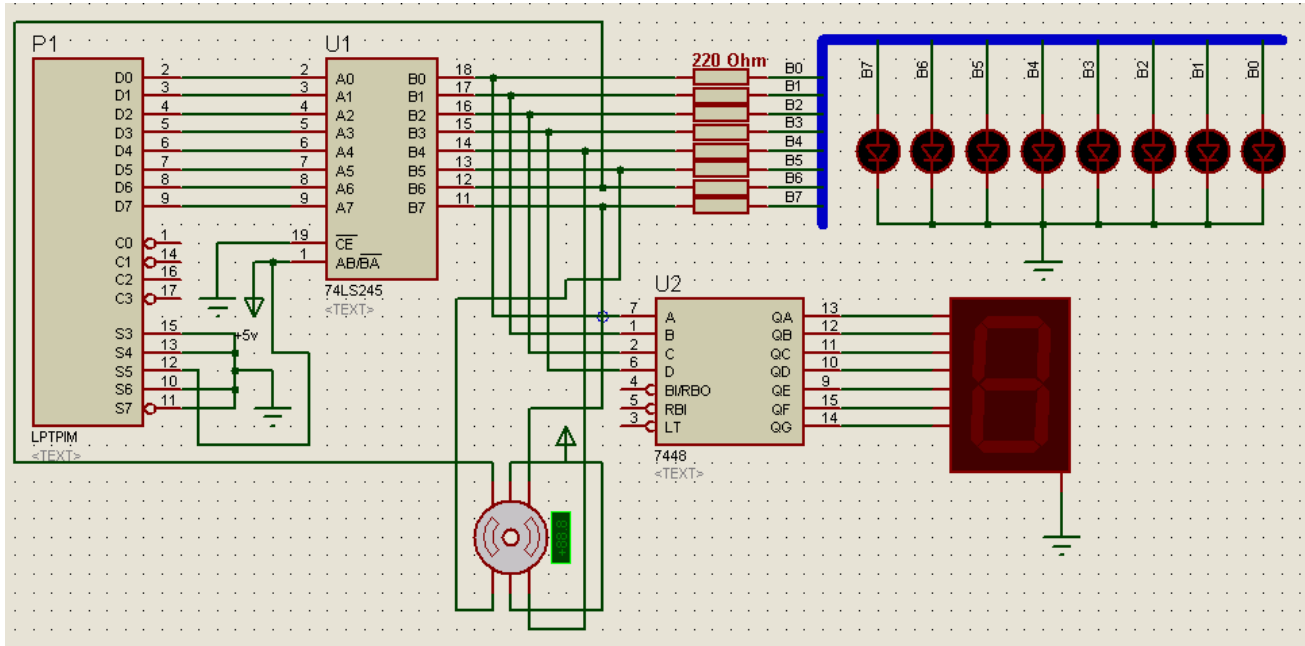 P1
D0 2
D1 3
D2 4
D3 5
D4 6
D5 7
D6 8
D7 9
C0 1
C1 14
C2 16
C3 17
S3 15
S4 13
S5 12
S6 10
S7 11
LPTPIM
<TEXT>
U1
2 A0 B0 18
3 A1 B1 17
4 A2 B2 16
5 A3 B3 15
6 A4 B4 14
7 A5 B5 13
8 A6 B6 12
9 A7 B7 11
19 CE
1 AB/BA
74LS245
<TEXT>
+5v
220 Ohm
B0
B1
B2
B3
B4
B5
B6
B7
B7 B6 B5 B4 B3 B2 B1 B0
U2
7 A QA 13
1 B QB 12
2 C QC 11
6 D QD 10
4 BI/RBO QE 9
5 RBI QF 15
3 LT QG 14
7448
<TEXT>
+88.8